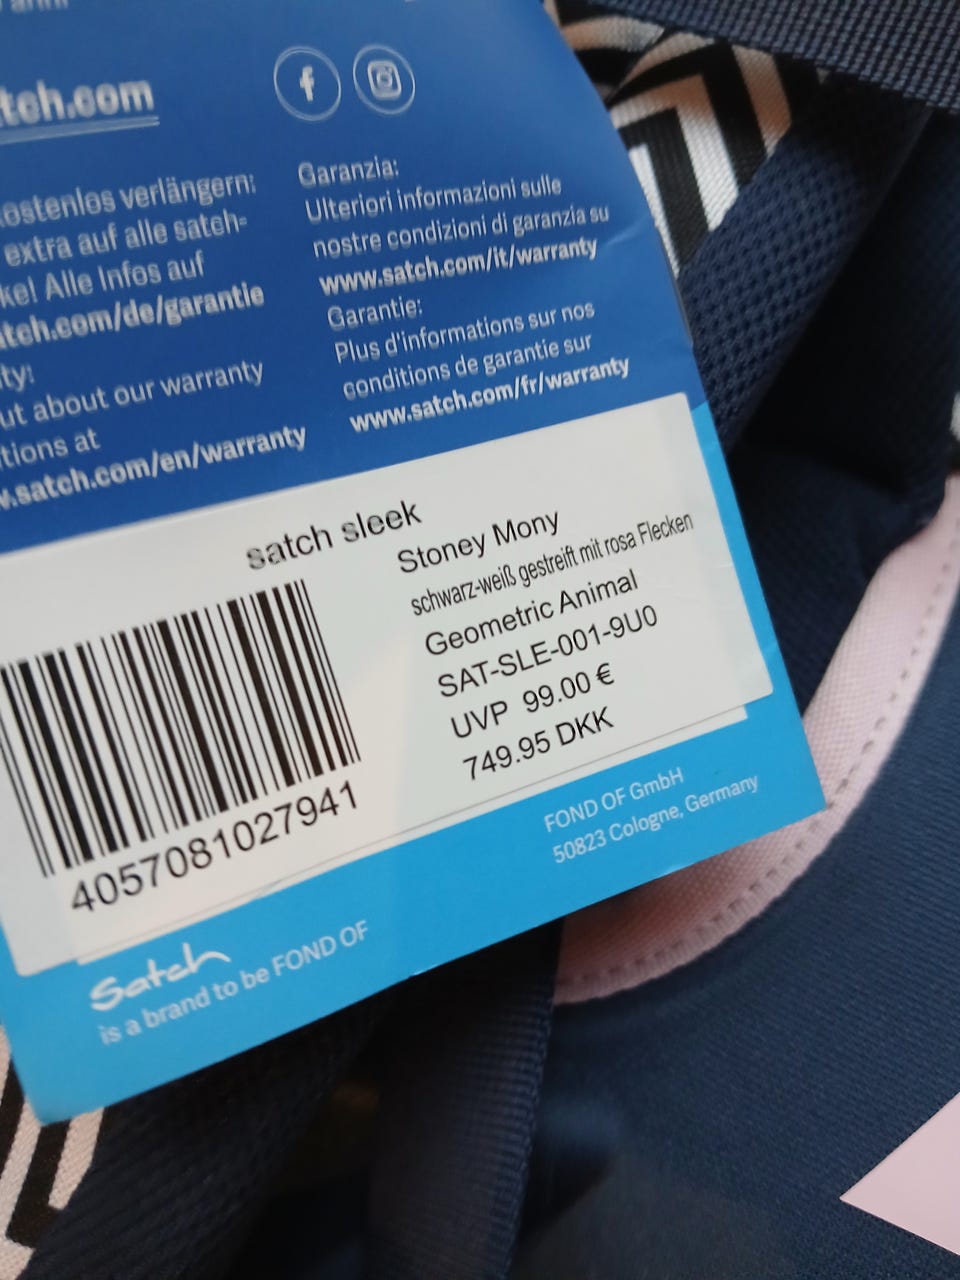 anni
tch.com
kostenlos verlängern:
extra auf alle satch-
ke! Alle Infos auf
tch.com/de/garantie
ty:
ut about our warranty
tions at
w.satch.com/en/warranty
Garanzia:
Ulteriori informazioni sulle
nostre condizioni di garanzia su
www.satch.com/it/warranty
Garantie:
Plus d'informations sur nos
conditions de garantie sur
www.satch.com/fr/warranty
satch sleek
Stoney Mony
schwarz-weiß gestreift mit rosa Flecken
Geometric Animal
SAT-SLE-001-9U0
UVP 99.00 €
749.95 DKK
4057081027941
FOND OF GmbH
50823 Cologne, Germany
Satch
is a brand to be FOND OF